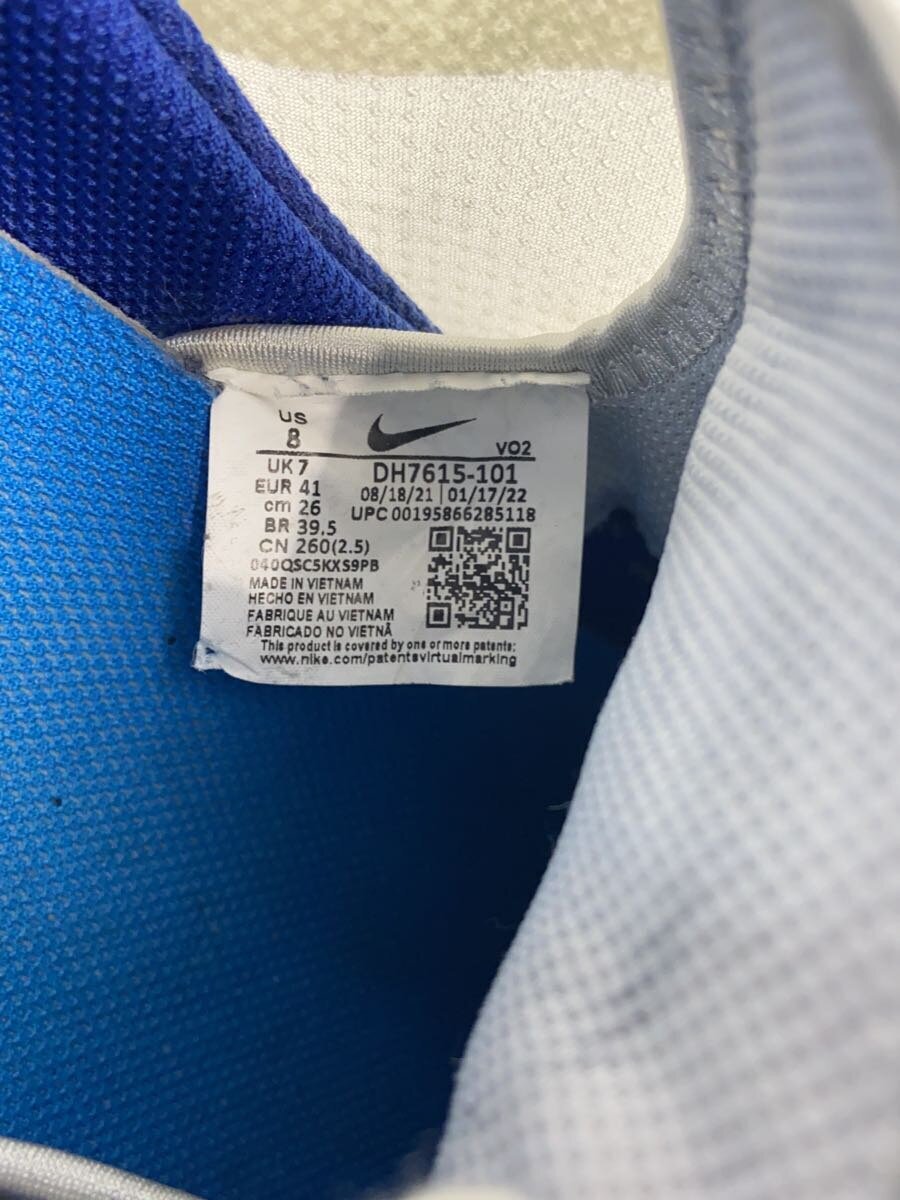 US
8
UK 7
EUR 41
cm 26
BR 39.5
CN 260(2.5)
040QSC5KXS9PB
VO2
DH7615-101
08/18/21 | 01/17/22
UPC 00195866285118
MADE IN VIETNAM
HECHO EN VIETNAM
FABRIQUE AU VIETNAM
FABRICADO NO VIETNÃ
This product is covered by one or more patents:
www.nike.com/patentsvirtualmarking